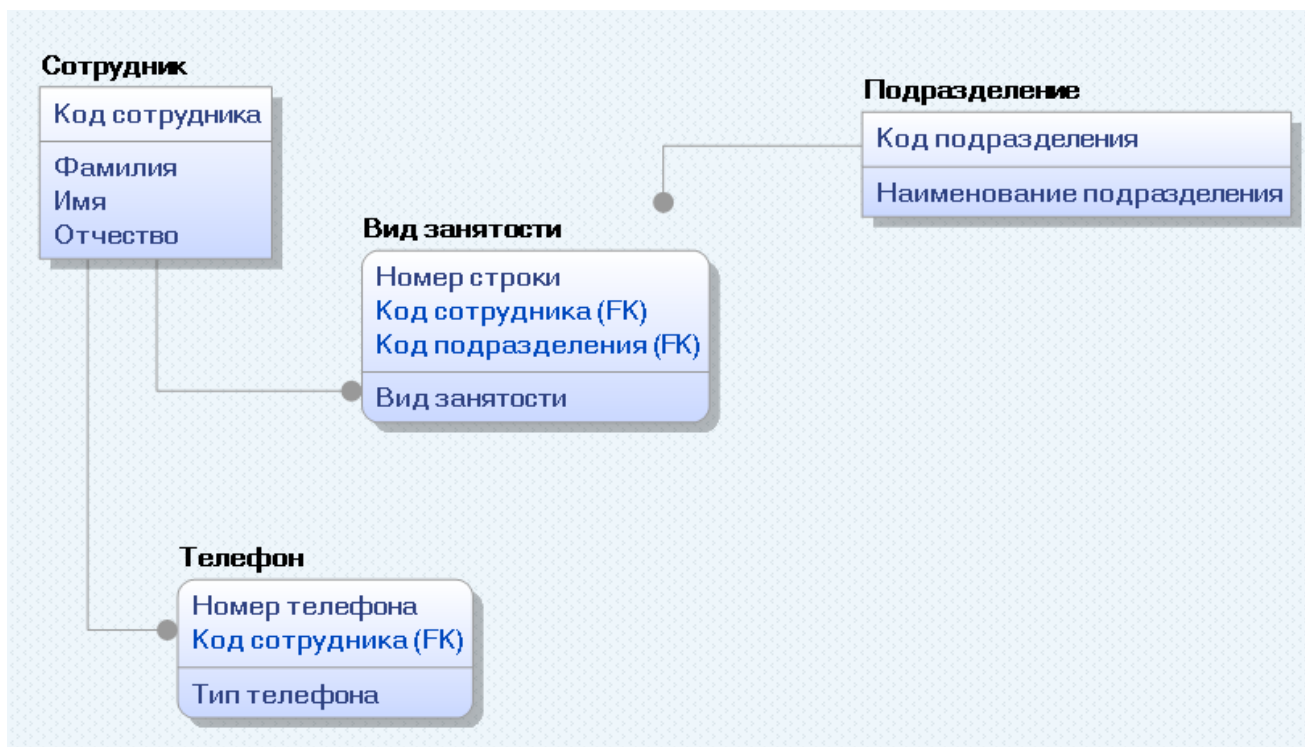 Сотрудник
Код сотрудника
Фамилия
Имя
Отчество
Подразделение
Код подразделения
Наименование подразделения
Вид занятости
Номер строки
Код сотрудника (FK)
Код подразделения (FK)
Вид занятости
Телефон
Номер телефона
Код сотрудника (FK)
Тип телефона